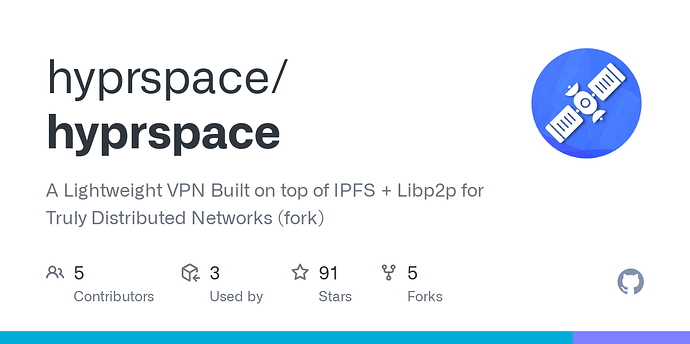 hyprspace/
hyprspace
A Lightweight VPN Built on top of IPFS + Libp2p for
Truly Distributed Networks (fork)
5 3 91 5
Contributors Used by Stars Forks